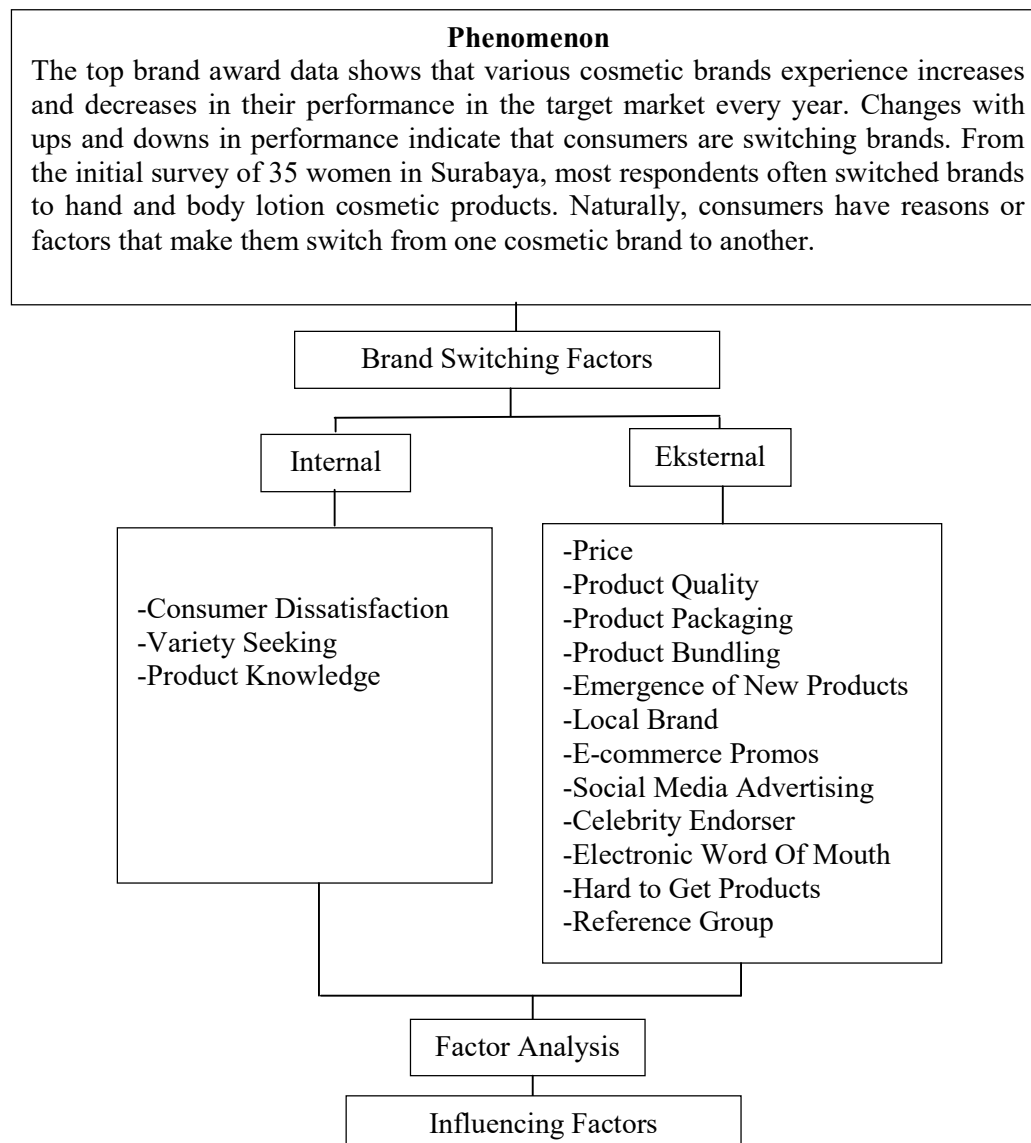 Phenomenon
The top brand award data shows that various cosmetic brands experience increases
and decreases in their performance in the target market every year. Changes with
ups and downs in performance indicate that consumers are switching brands. From
the initial survey of 35 women in Surabaya, most respondents often switched brands
to hand and body lotion cosmetic products. Naturally, consumers have reasons or
factors that make them switch from one cosmetic brand to another.
Brand Switching Factors
Internal
Eksternal
-Consumer Dissatisfaction
-Variety Seeking
-Product Knowledge
-Price
-Product Quality
-Product Packaging
-Product Bundling
-Emergence of New Products
-Local Brand
-E-commerce Promos
-Social Media Advertising
-Celebrity Endorser
-Electronic Word Of Mouth
-Hard to Get Products
-Reference Group
Factor Analysis
Influencing Factors